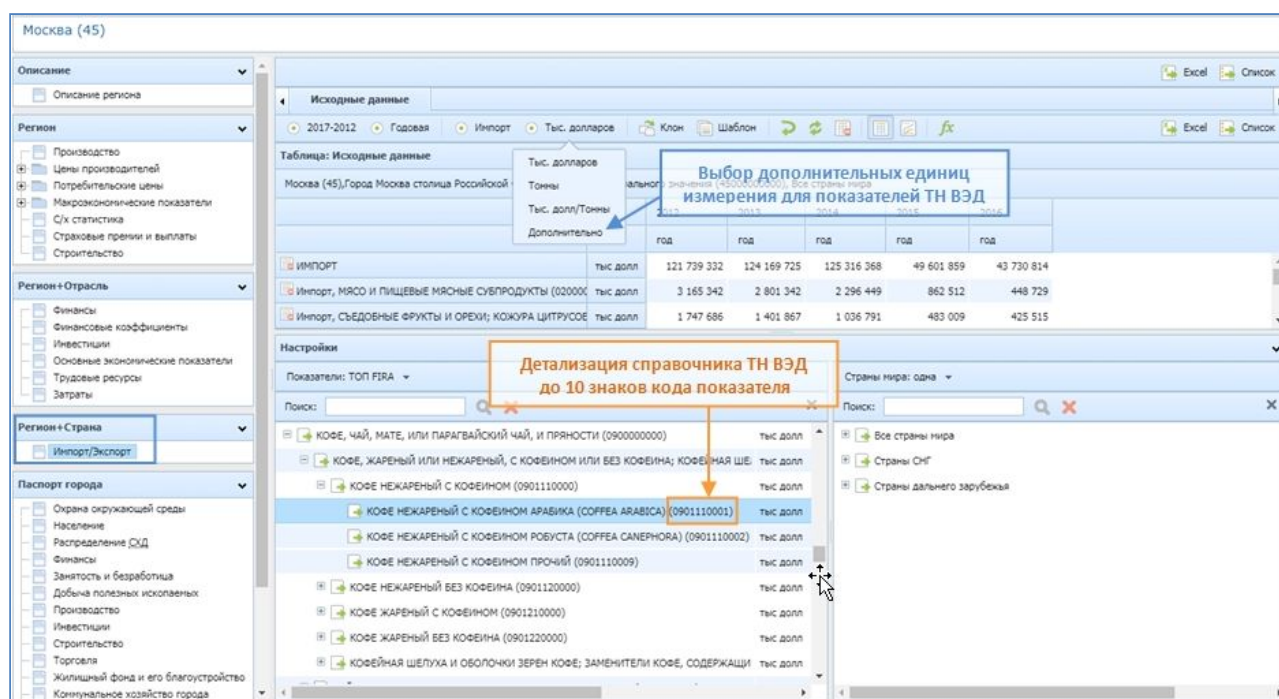 Москва (45)
Описание
Описание региона
Регион
Производство
Цены производителей
Потребительские цены
Макроэкономические показатели
С/х статистика
Страховые премии и выплаты
Строительство
Регион+Отрасль
Финансы
Финансовые коэффициенты
Инвестиции
Основные экономические показатели
Трудовые ресурсы
Затраты
Регион+Страна
Импорт/Экспорт
Паспорт города
Охрана окружающей среды
Население
Распределение СХД
Финансы
Занятость и безработица
Добыча полезных ископаемых
Производство
Инвестиции
Строительство
Торговля
Жилищный фонд и его благоустройство
Коммунальное хозяйство города
Excel Список
Исходные данные
2017-2012 Годовая Импорт Тыс. долларов Клон Шаблон fx Excel Список
Таблица: Исходные данные
Москва (45),Город Москва столица Российской значения (45000000000), Все страны мира
Тыс. долларов
Тонны
Тыс. долл/Тонны
Дополнительно
Выбор дополнительных единиц
измерения для показателей ТН ВЭД
2012 2013 2014 2015 2016
год год год год год
ИМПОРТ тыс долл 121 739 332 124 169 725 125 316 368 49 601 859 43 730 814
Импорт, МЯСО И ПИЩЕВЫЕ МЯСНЫЕ СУБПРОДУКТЫ (02000 тыс долл 3 165 342 2 801 342 2 296 449 862 512 448 729
Импорт, СЪЕДОБНЫЕ ФРУКТЫ И ОРЕХИ; КОЖУРА ЦИТРУСОВ тыс долл 1 747 686 1 401 867 1 036 791 483 009 425 515
Настройки
Детализация справочника ТН ВЭД
до 10 знаков кода показателя
Показатели: ТОП FIRA
Поиск:
КОФЕ, ЧАЙ, МАТЕ, ИЛИ ПАРАГВАЙСКИЙ ЧАЙ, И ПРЯНОСТИ (0900000000) тыс долл
КОФЕ, ЖАРЕНЫЙ ИЛИ НЕЖАРЕНЫЙ, С КОФЕИНОМ ИЛИ БЕЗ КОФЕИНА; КОФЕЙНАЯ ШЕ тыс долл
КОФЕ НЕЖАРЕНЫЙ С КОФЕИНОМ (0901110000) тыс долл
КОФЕ НЕЖАРЕНЫЙ С КОФЕИНОМ АРАБИКА (COFFEA ARABICA) (0901110001) тыс долл
КОФЕ НЕЖАРЕНЫЙ С КОФЕИНОМ РОБУСТА (COFFEA CANEPHORA) (0901110002) тыс долл
КОФЕ НЕЖАРЕНЫЙ С КОФЕИНОМ ПРОЧИЙ (0901110009) тыс долл
КОФЕ НЕЖАРЕНЫЙ БЕЗ КОФЕИНА (0901120000) тыс долл
КОФЕ ЖАРЕНЫЙ С КОФЕИНОМ (0901210000) тыс долл
КОФЕ ЖАРЕНЫЙ БЕЗ КОФЕИНА (0901220000) тыс долл
КОФЕЙНАЯ ШЕЛУХА И ОБОЛОЧКИ ЗЕРЕН КОФЕ; ЗАМЕНИТЕЛИ КОФЕ, СОДЕРЖАЩИ тыс долл
Страны мира: одна
Поиск:
Все страны мира
Страны СНГ
Страны дальнего зарубежья